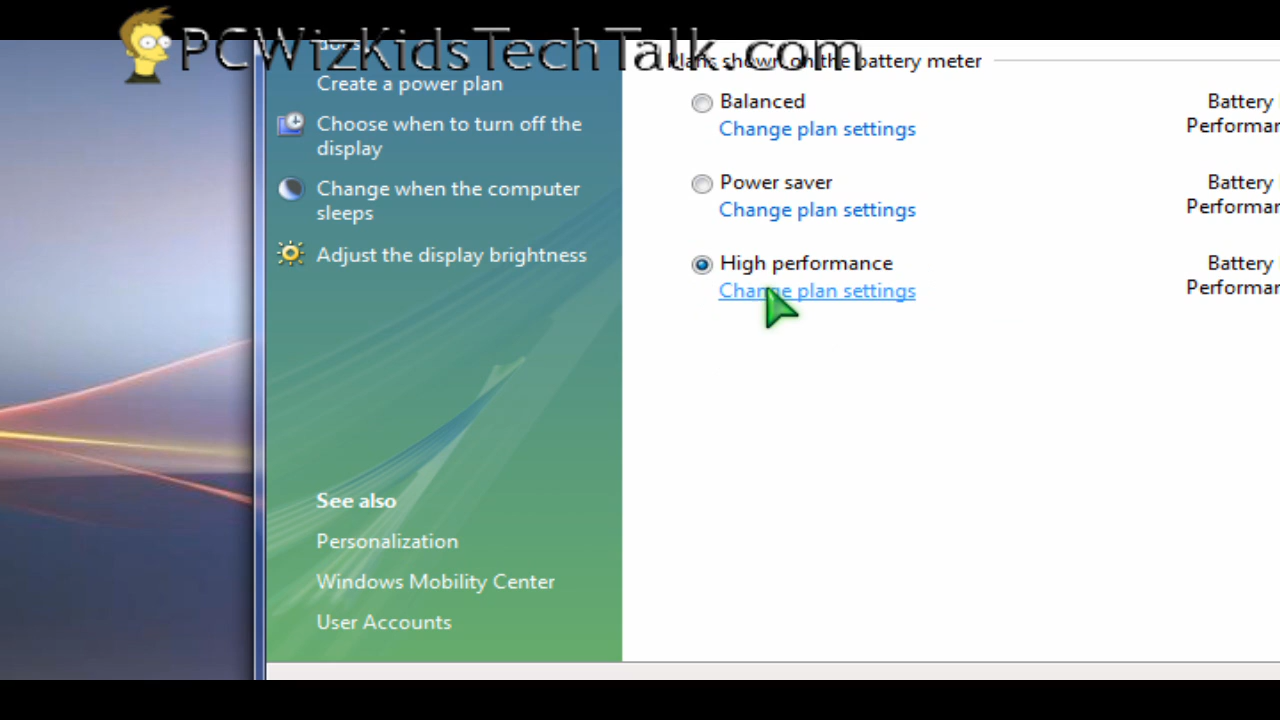 PCWizKidsTechTalk.com
does
Create a power plan
Choose when to turn off the
display
Change when the computer
sleeps
Adjust the display brightness
See also
Personalization
Windows Mobility Center
User Accounts
Plans shown on the battery meter
Balanced
Battery
Change plan settings
Performan
Power saver
Battery
Change plan settings
Performan
High performance
Battery
Change plan settings
Performan